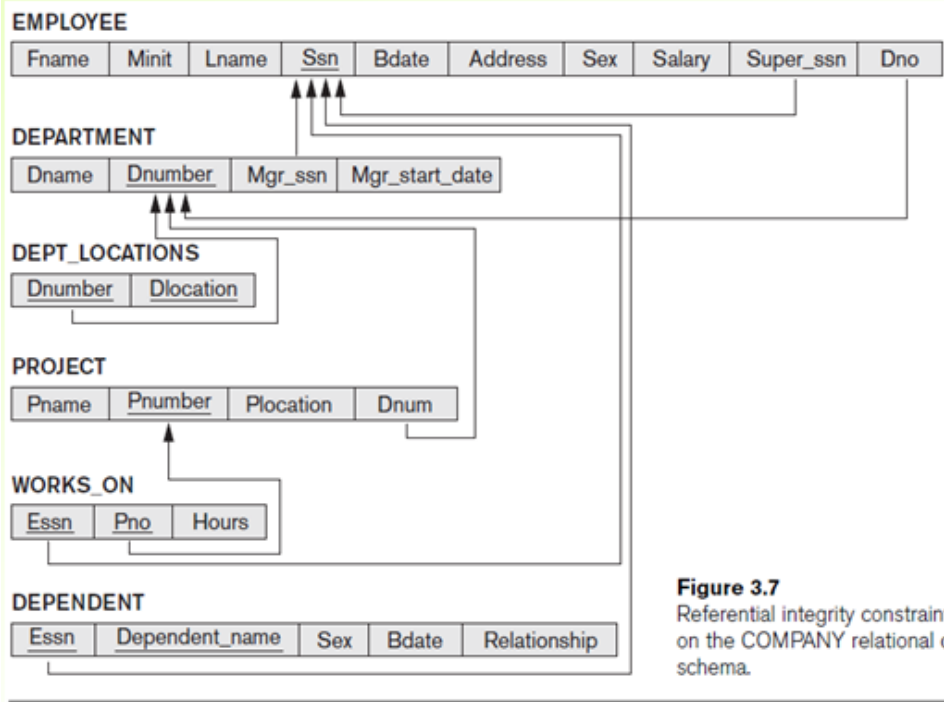 EMPLOYEE
Fname Minit Lname Ssn Bdate Address Sex Salary Super_ssn Dno
DEPARTMENT
Dname Dnumber Mgr_ssn Mgr_start_date
DEPT_LOCATIONS
Dnumber Dlocation
PROJECT
Pname Pnumber Plocation Dnum
WORKS_ON
Essn Pno Hours
DEPENDENT
Essn Dependent_name Sex Bdate Relationship
Figure 3.7
Referential integrity constrain
on the COMPANY relational
schema.